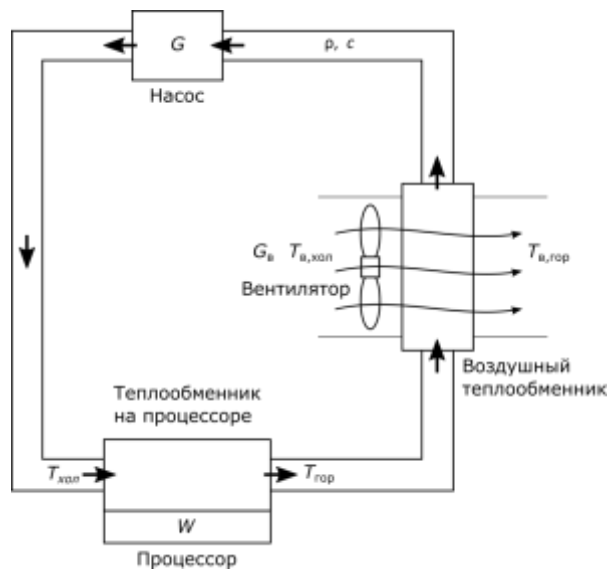 G
ρ, c
Насос
Gв Tв,хол
Tв,гор
Вентилятор
Воздушный
теплообменник
Теплообменник
на процессоре
Tхол
Tгор
W
Процессор